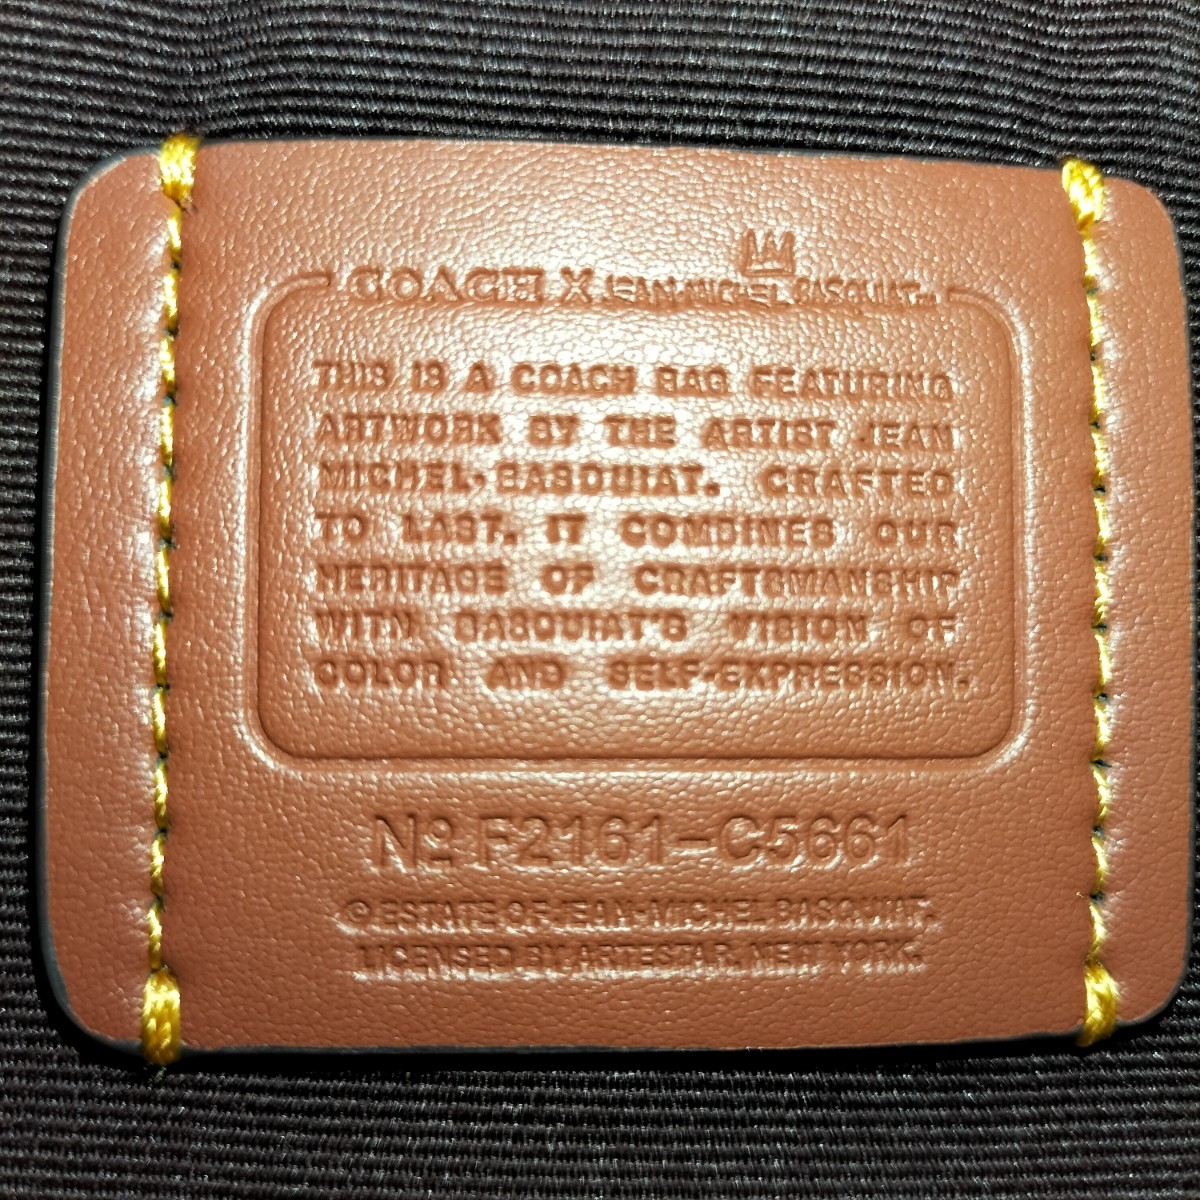 COACH X JEAN-MICHEL BASQUIAT™
THIS IS A COACH BAG FEATURING
ARTWORK BY THE ARTIST JEAN
MICHEL-BASQUIAT. CRAFTED
TO LAST, IT COMBINES OUR
HERITAGE OF CRAFTSMANSHIP
WITH BASQUIAT'S VISION OF
COLOR AND SELF-EXPRESSION.
Nº F2161-C5661
© ESTATE OF JEAN-MICHEL BASQUIAT.
LICENSED BY ARTESTAR, NEW YORK.